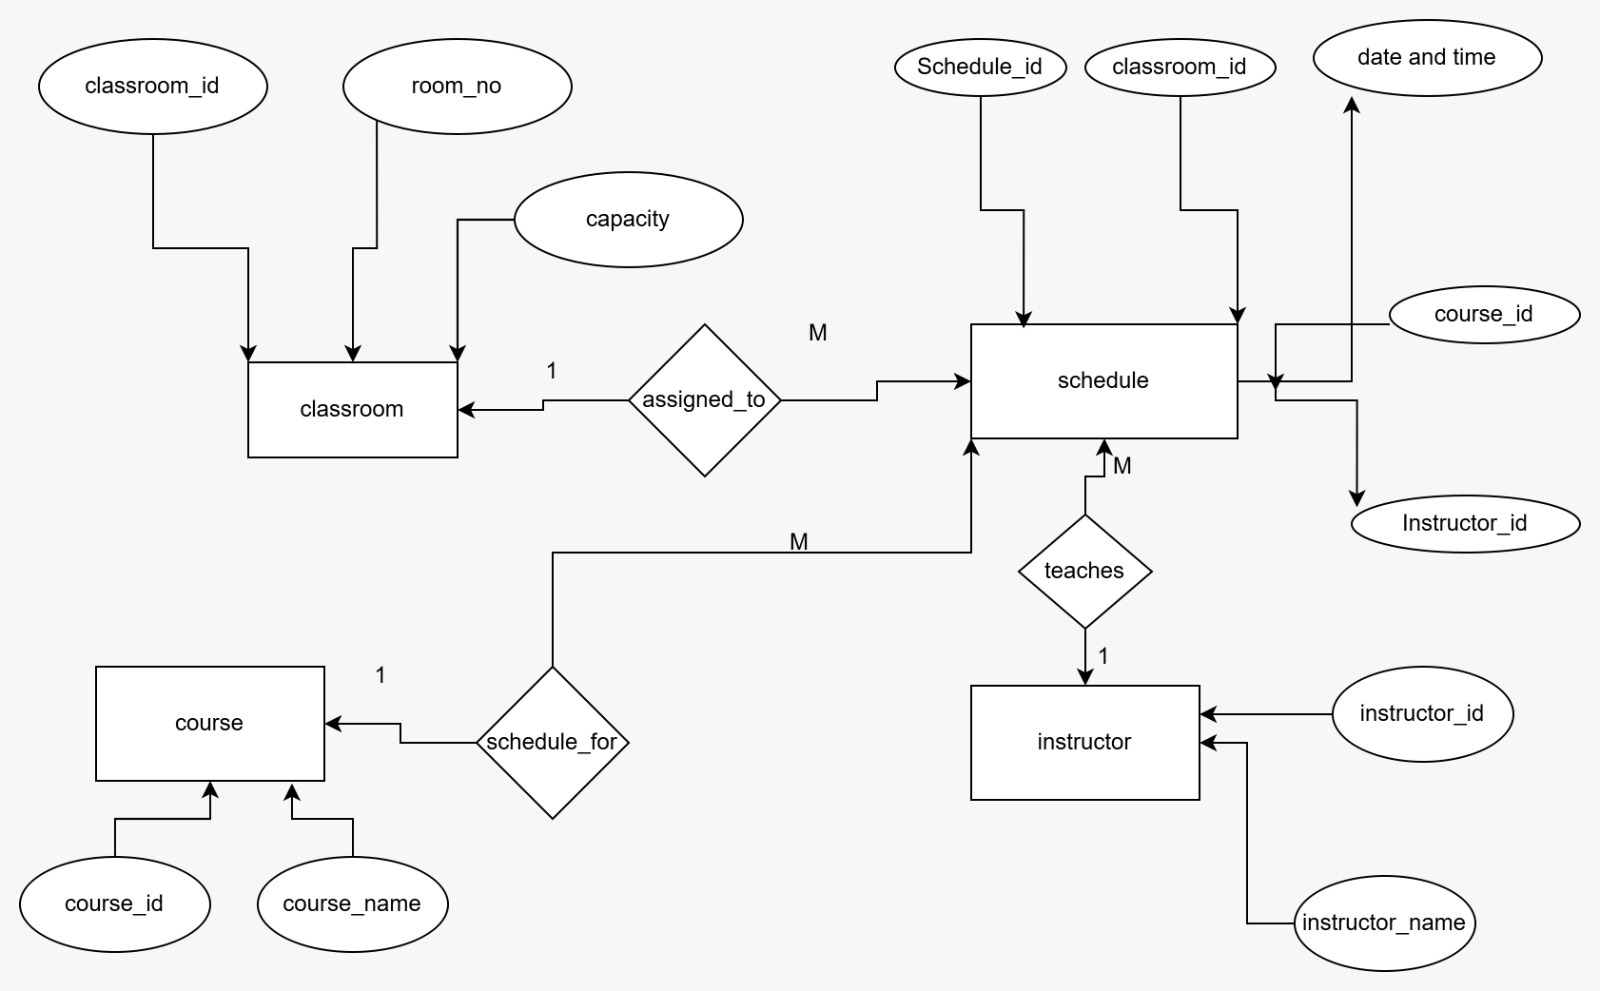 classroom_id
room_no
Schedule_id
classroom_id
date and time
capacity
course_id
M
1
classroom
assigned_to
schedule
M
Instructor_id
M
teaches
1
1
course
schedule_for
instructor
instructor_id
course_id
course_name
instructor_name